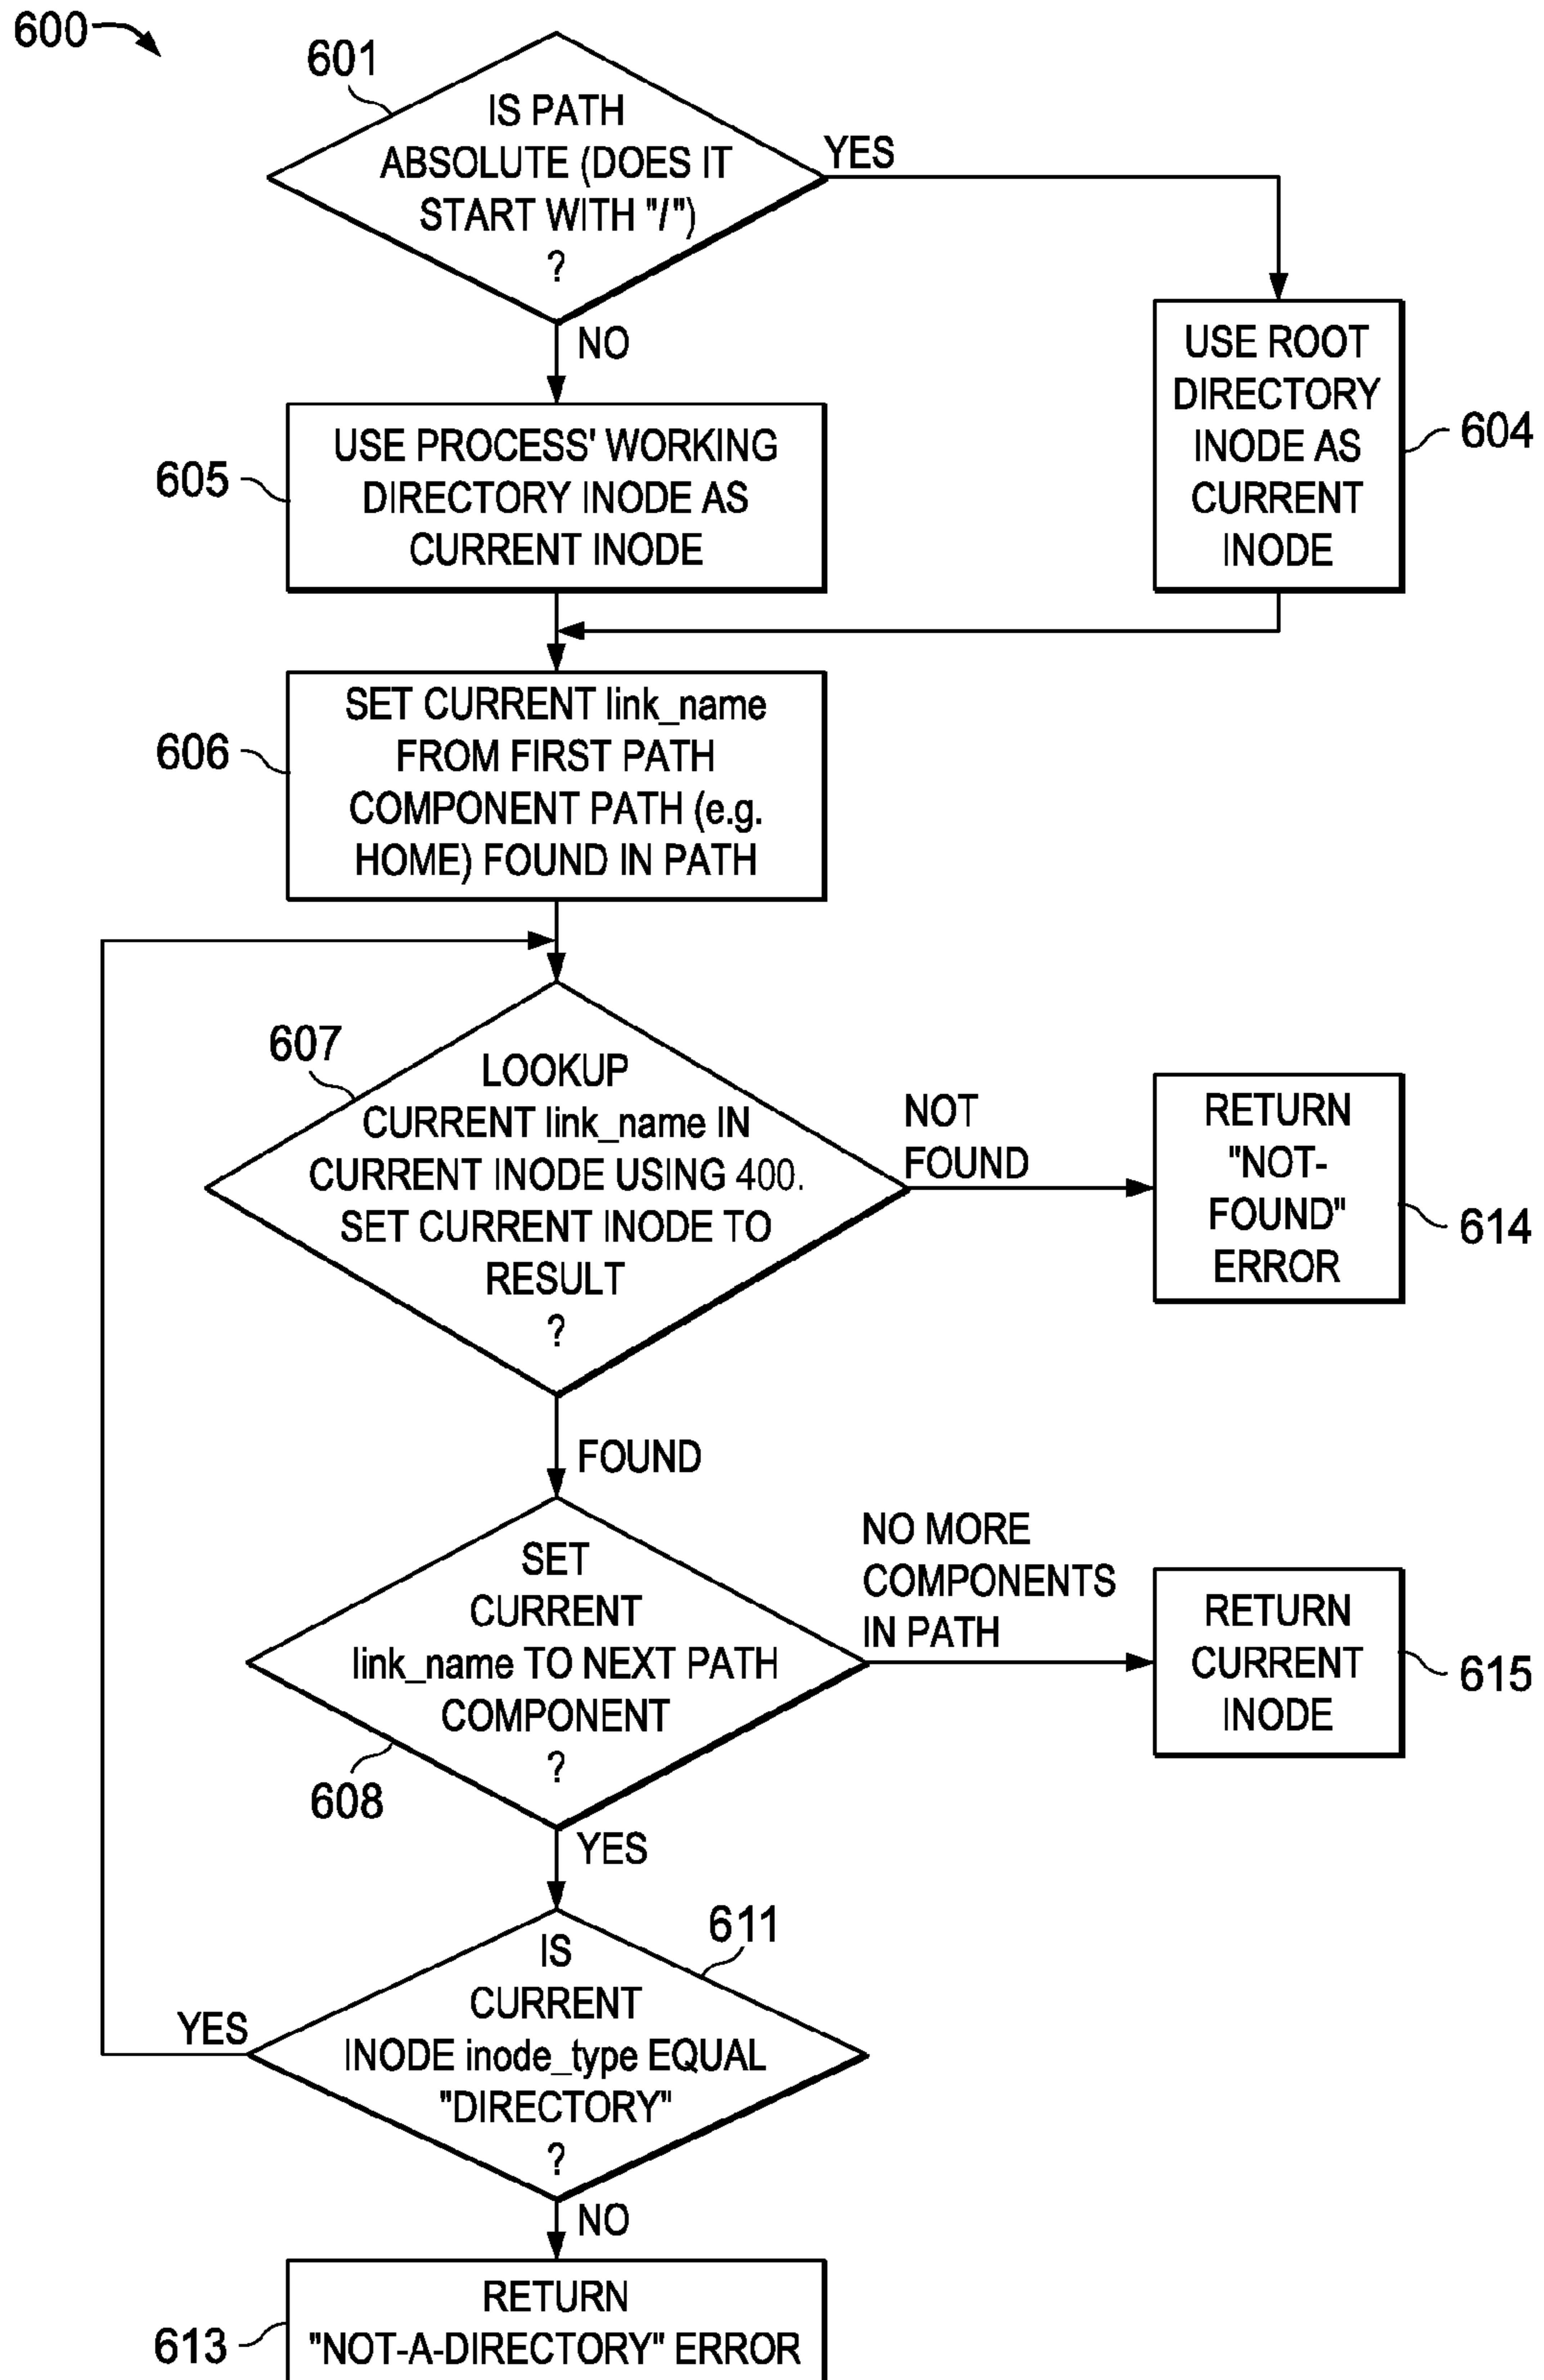 600
601
IS PATH
ABSOLUTE (DOES IT
START WITH "/")
?
YES
NO
USE ROOT
DIRECTORY
INODE AS
CURRENT
INODE
604
605
USE PROCESS' WORKING
DIRECTORY INODE AS
CURRENT INODE
606
SET CURRENT link_name
FROM FIRST PATH
COMPONENT PATH (e.g.
HOME) FOUND IN PATH
607
LOOKUP
CURRENT link_name IN
CURRENT INODE USING 400.
SET CURRENT INODE TO
RESULT
?
NOT
FOUND
RETURN
"NOT-
FOUND"
ERROR
614
FOUND
SET
CURRENT
link_name TO NEXT PATH
COMPONENT
?
608
NO MORE
COMPONENTS
IN PATH
RETURN
CURRENT
INODE
615
YES
611
IS
CURRENT
INODE inode_type EQUAL
"DIRECTORY"
?
YES
NO
613
RETURN
"NOT-A-DIRECTORY" ERROR